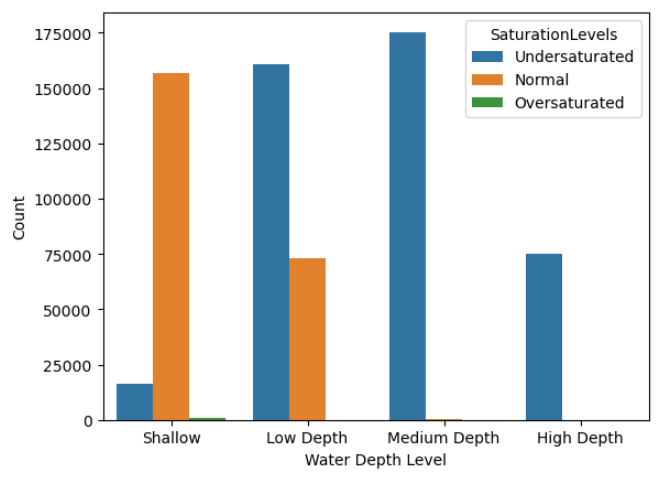 175000
150000
125000
100000
75000
50000
25000
0
Count
SaturationLevels
Undersaturated
Normal
Oversaturated
Shallow Low Depth Medium Depth High Depth
Water Depth Level